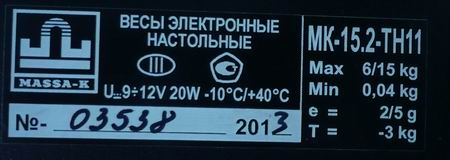 ВЕСЫ ЭЛЕКТРОННЫЕ
НАСТОЛЬНЫЕ
MASSA-K
III
U⎓9÷12V 20W -10°C/+40°C
№- 03538 2013
МК-15.2-ТН11
Max 6/15 kg
Min 0,04 kg
e = 2/5 g
T = -3 kg